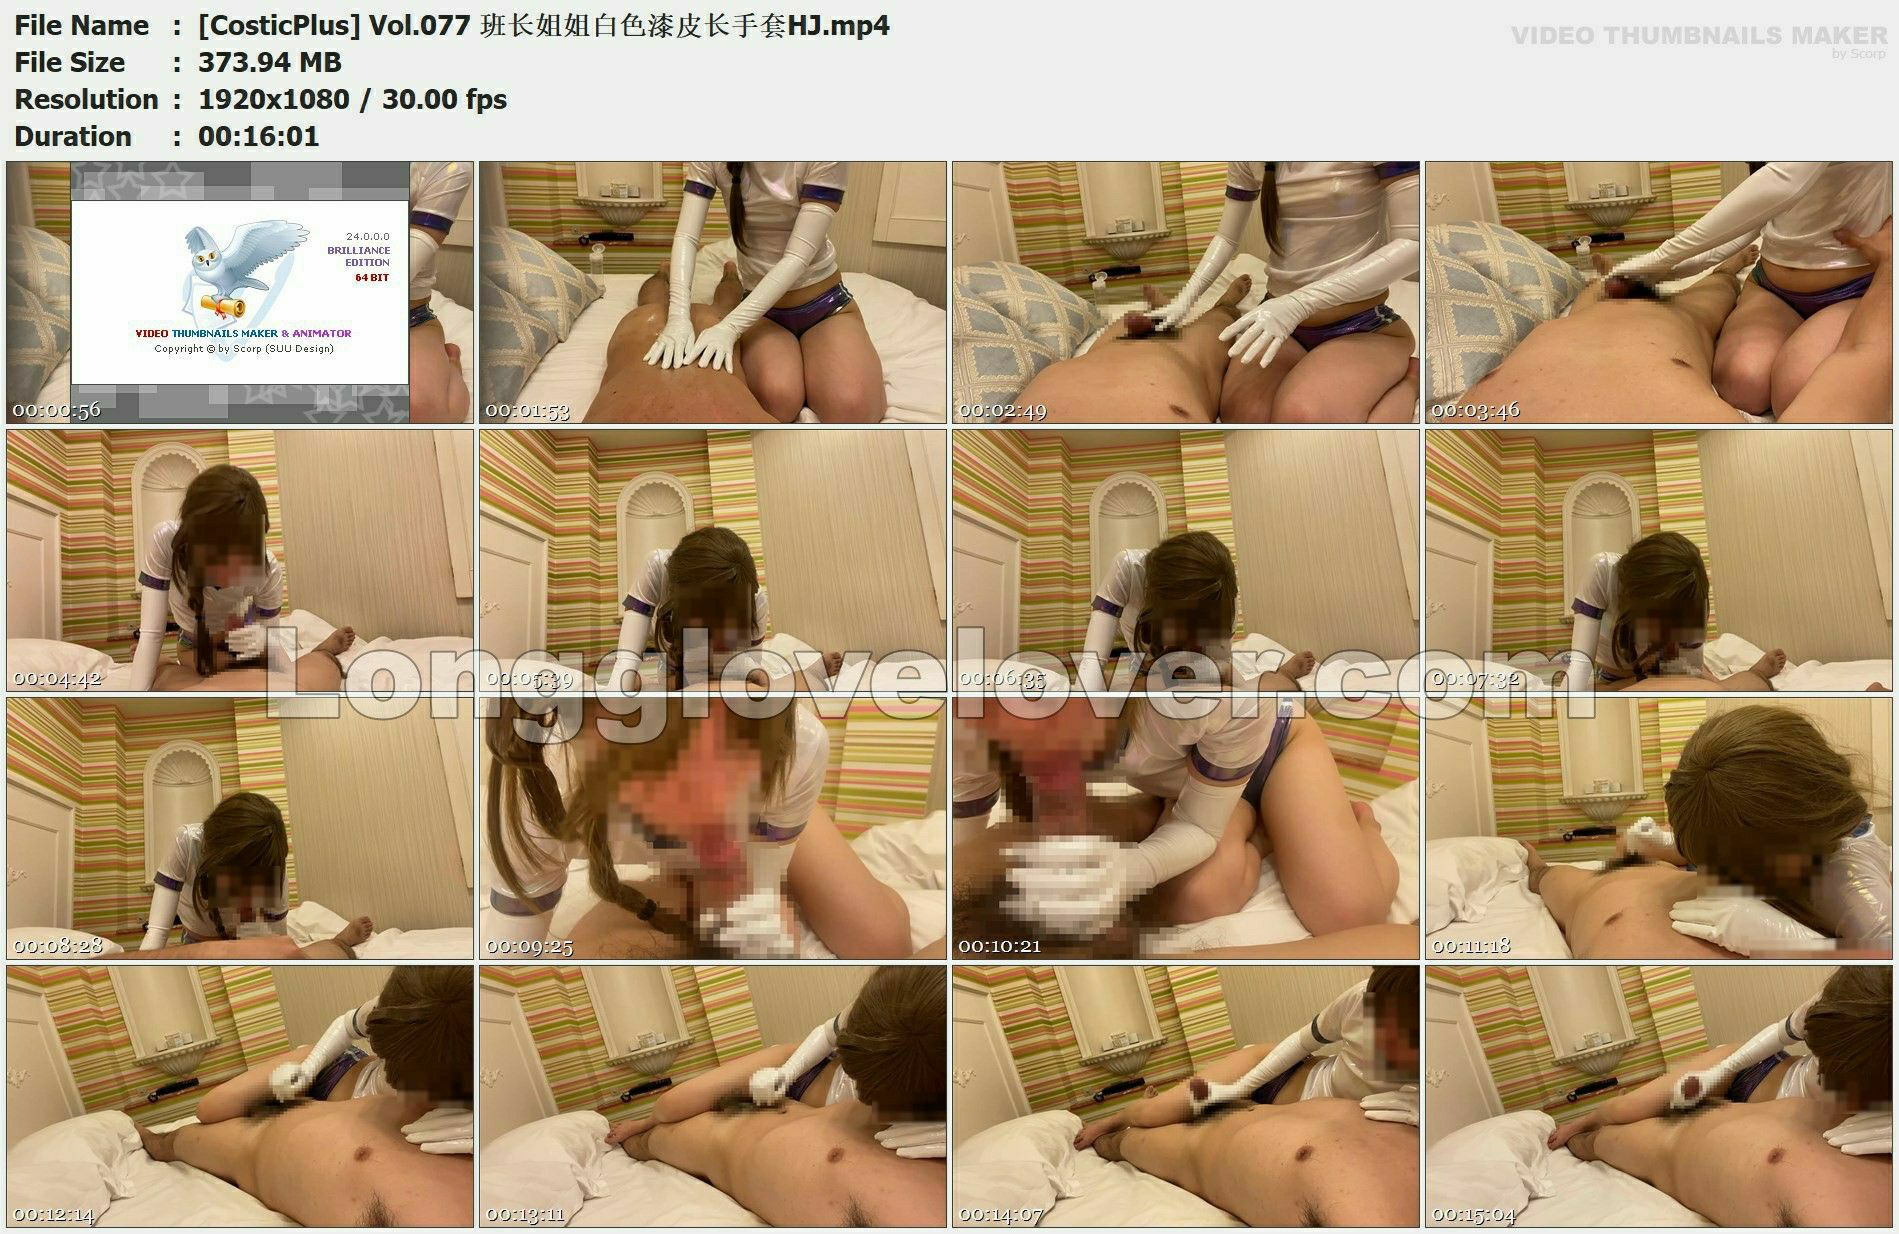 File Name : [CosticPlus] Vol.077 班长姐姐白色漆皮长手套HJ.mp4
VIDEO THUMBNAILS MAKER
by Scorp
File Size : 373.94 MB
Resolution : 1920x1080 / 30.00 fps
Duration : 00:16:01
24.0.0.0
BRILLIANCE
EDITION
64 BIT
VIDEO THUMBNAILS MAKER & ANIMATOR
Copyright © by Scorp (SUU Design)
00:00:56
00:01:53
00:02:49
00:03:46
00:04:42
00:05:39
00:06:35
00:07:32
Longglovelover.com
00:08:28
00:09:25
00:10:21
00:11:18
00:12:14
00:13:11
00:14:07
00:15:04